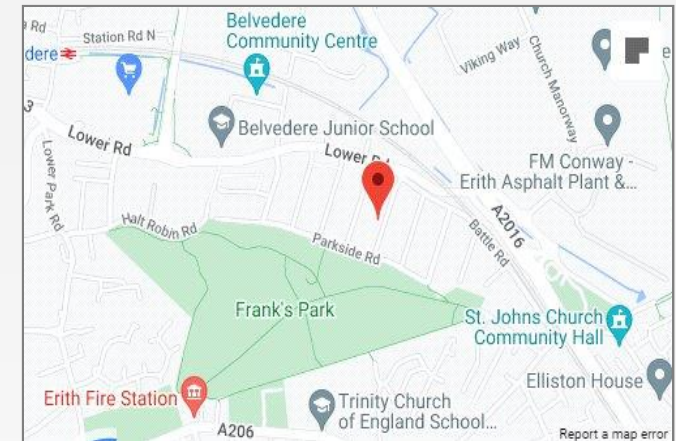 Rd
Station Rd N
dere
Belvedere
Community Centre
Viking Way
Church Manorway
3
Lower Rd
Belvedere Junior School
Lower Rd
Lower Park Rd
FM Conway -
Erith Asphalt Plant &...
Halt Robin Rd
Parkside Rd
A2016
Battle Rd
Frank's Park
St. Johns Church
Community Hall
Elliston House
Erith Fire Station
Trinity Church
of England School...
A206
Report a map error